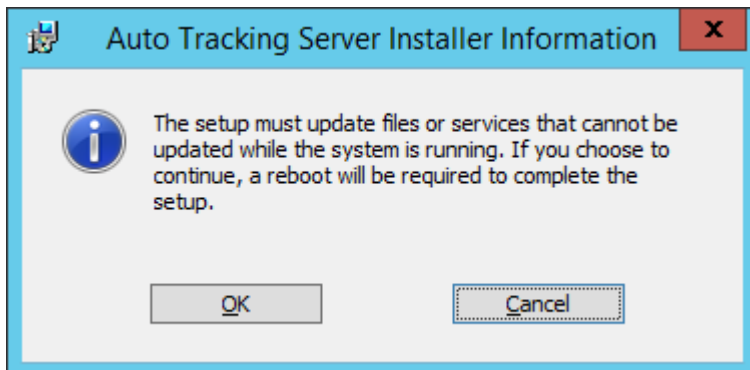 Auto Tracking Server Installer Information
x
The setup must update files or services that cannot be
updated while the system is running. If you choose to
continue, a reboot will be required to complete the
setup.
OK
Cancel